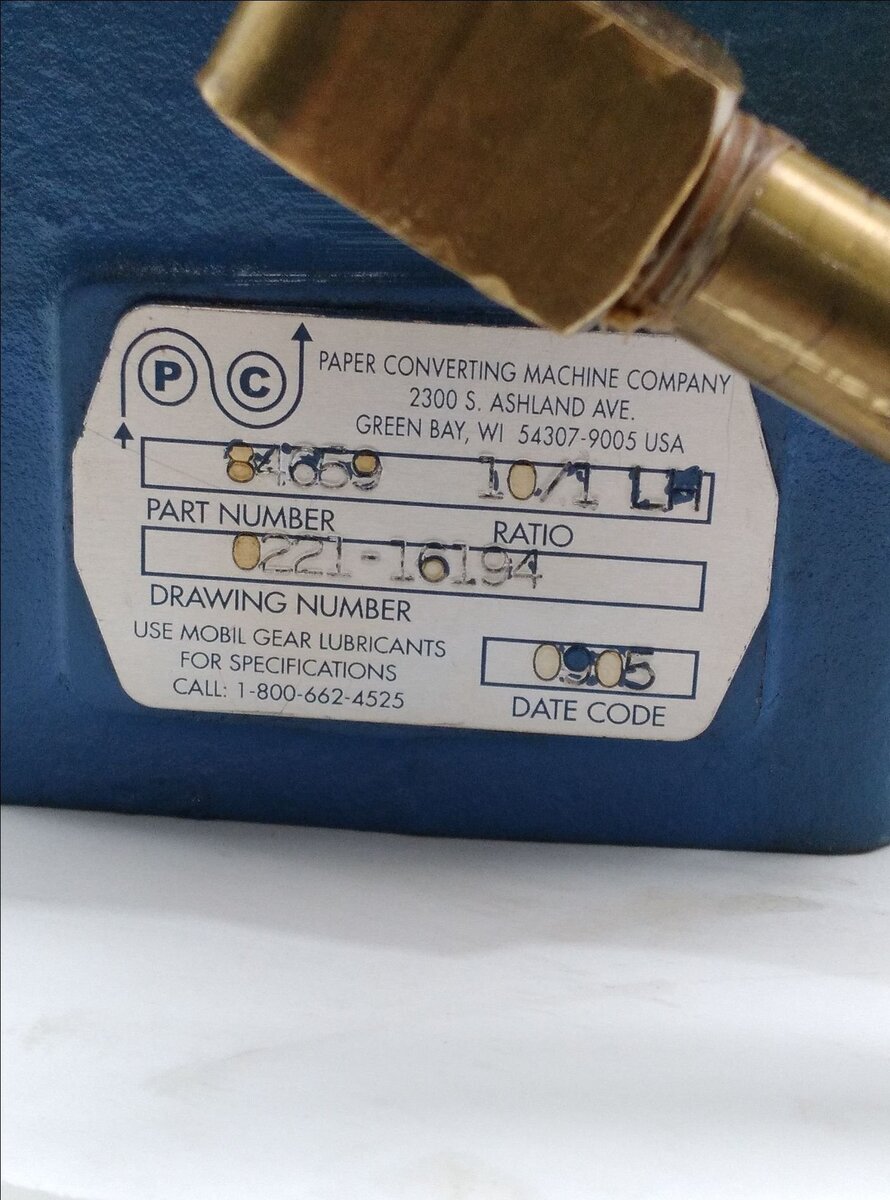 P C
PAPER CONVERTING MACHINE COMPANY
2300 S. ASHLAND AVE.
GREEN BAY, WI 54307-9005 USA
84659 10/1 LH
PART NUMBER RATIO
0221-16194
DRAWING NUMBER
USE MOBIL GEAR LUBRICANTS
FOR SPECIFICATIONS
CALL: 1-800-662-4525
0905
DATE CODE